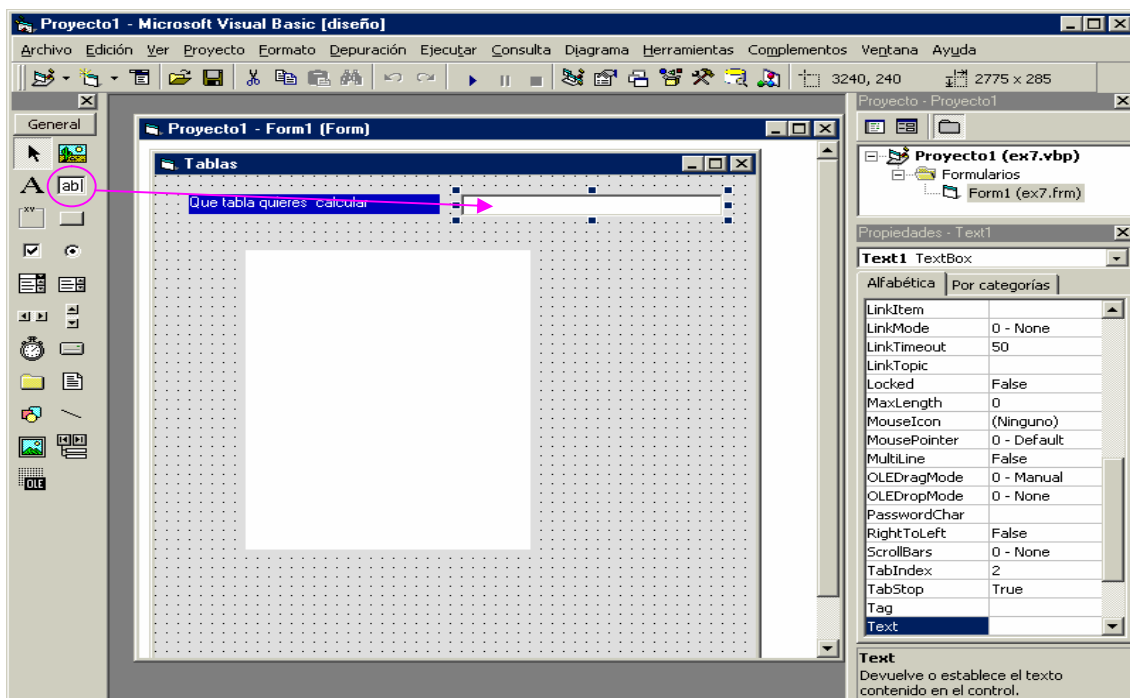 Proyecto1 - Microsoft Visual Basic [diseño]
Archivo Edición Ver Proyecto Formato Depuración Ejecutar Consulta Diagrama Herramientas Complementos Ventana Ayuda
3240, 240 2775 x 285
General
A
ab|
XY
OLE
Proyecto1 - Form1 (Form)
Tablas
Que tabla quieres calcular
Proyecto - Proyecto1
Proyecto1 (ex7.vbp)
Formularios
Form1 (ex7.frm)
Propiedades - Text1
Text1 TextBox
Alfabética Por categorías
LinkItem
LinkMode 0 - None
LinkTimeout 50
LinkTopic
Locked False
MaxLength 0
MouseIcon (Ninguno)
MousePointer 0 - Default
MultiLine False
OLEDragMode 0 - Manual
OLEDropMode 0 - None
PasswordChar
RightToLeft False
ScrollBars 0 - None
TabIndex 2
TabStop True
Tag
Text
Text
Devuelve o establece el texto
contenido en el control.